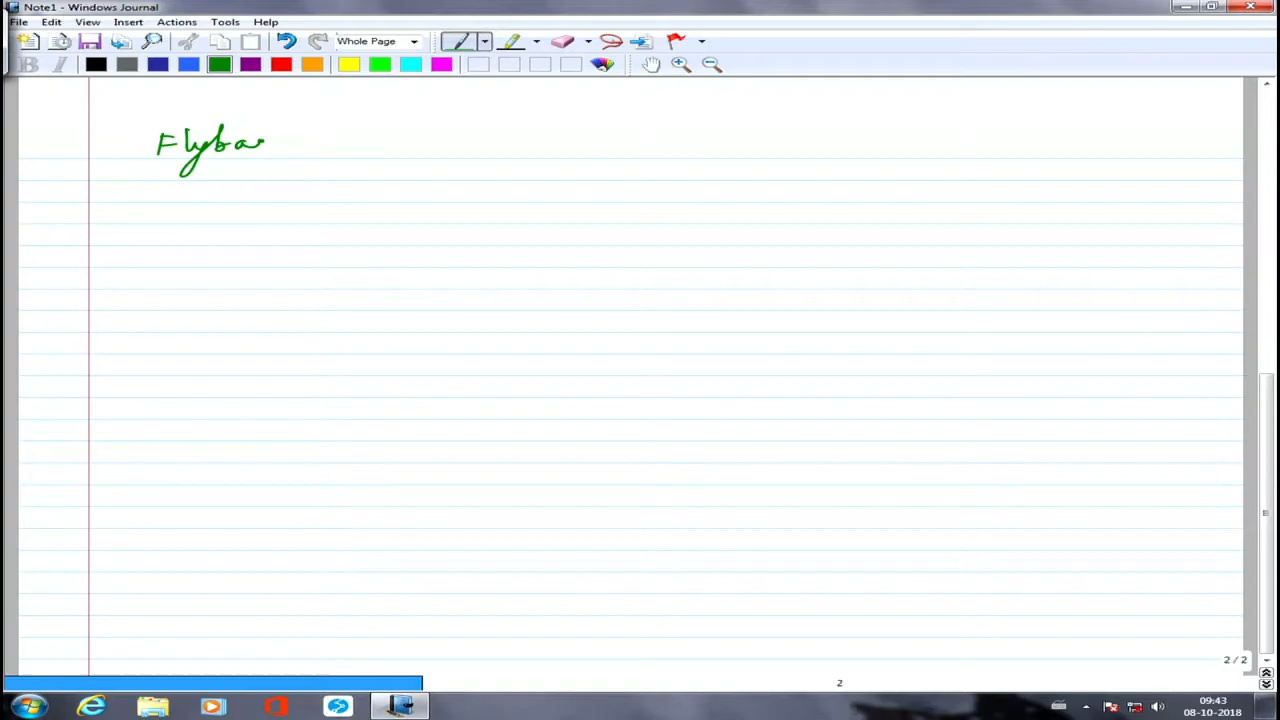 Note1 - Windows Journal
File Edit View Insert Actions Tools Help
Whole Page
B I
Flyba
2 / 2
2
09:43
08-10-2018